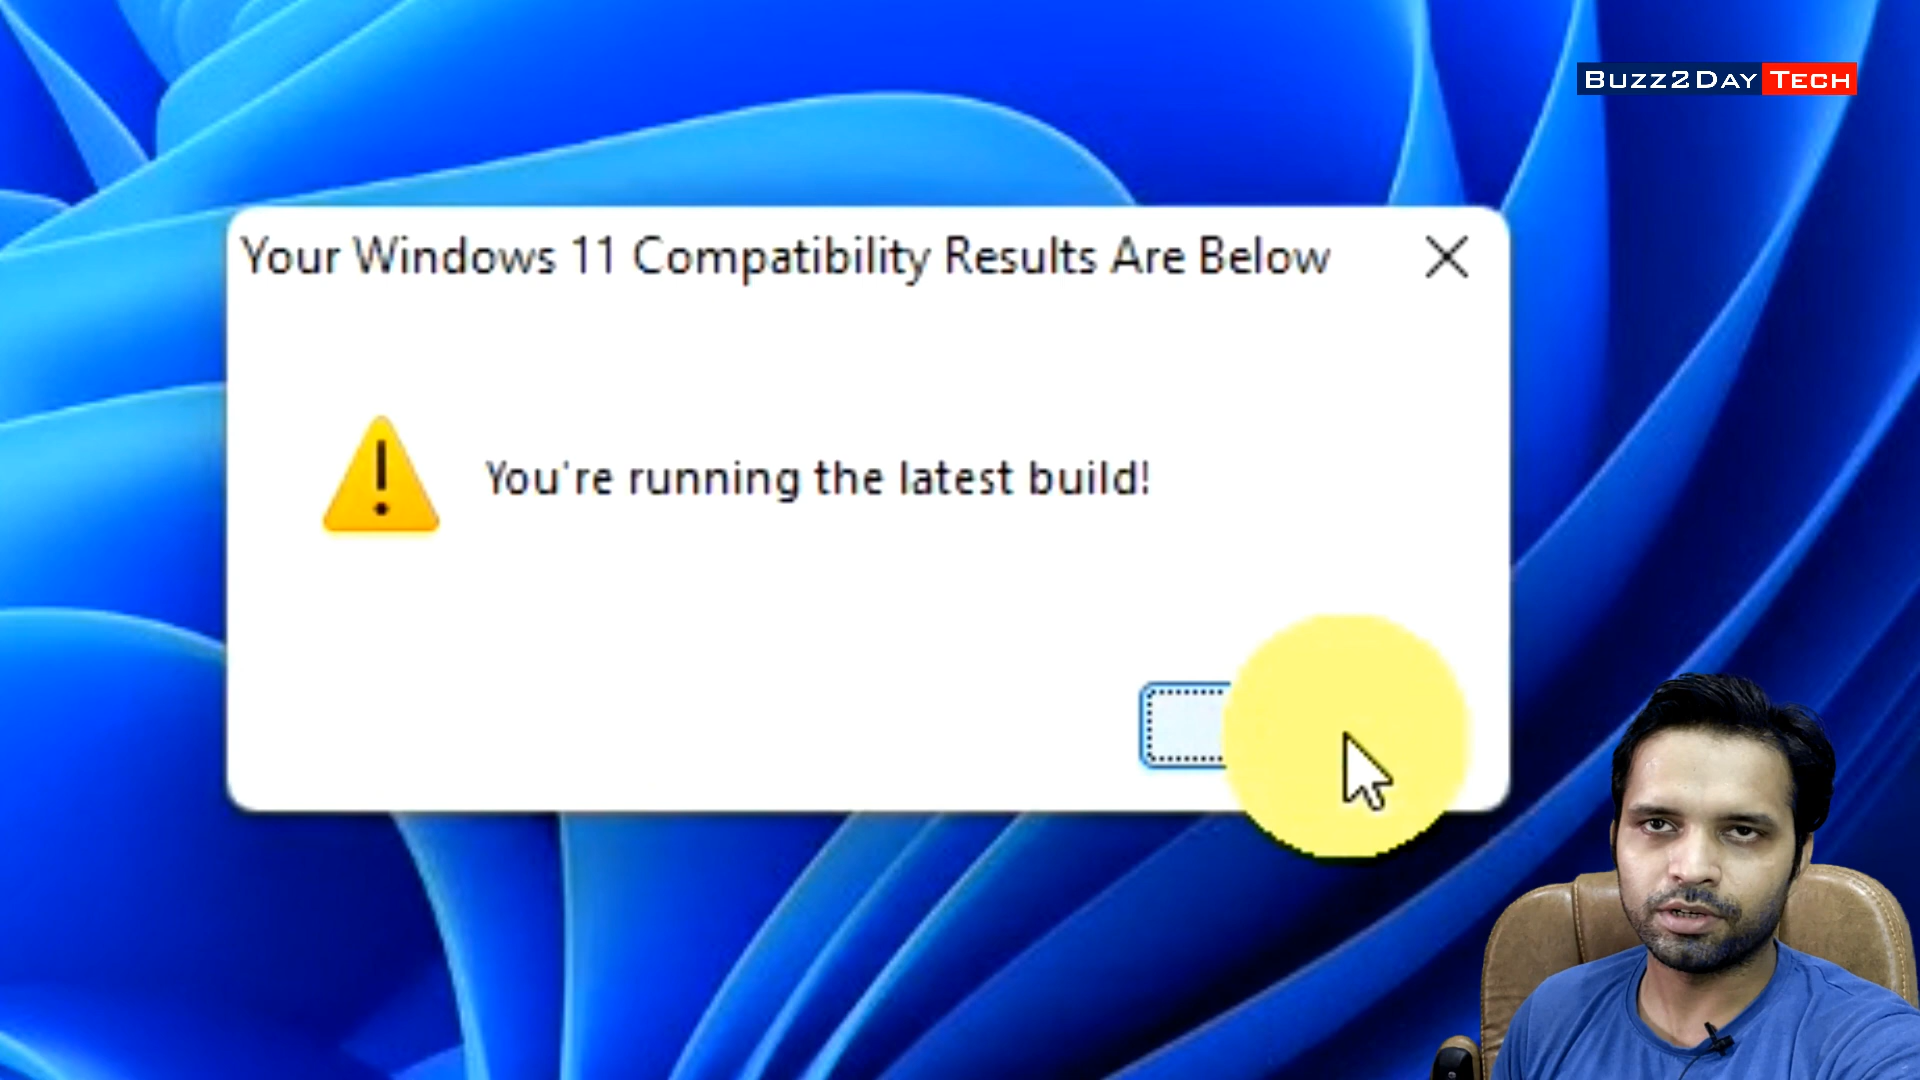 Buzz2Day Tech
Your Windows 11 Compatibility Results Are Below
You're running the latest build!